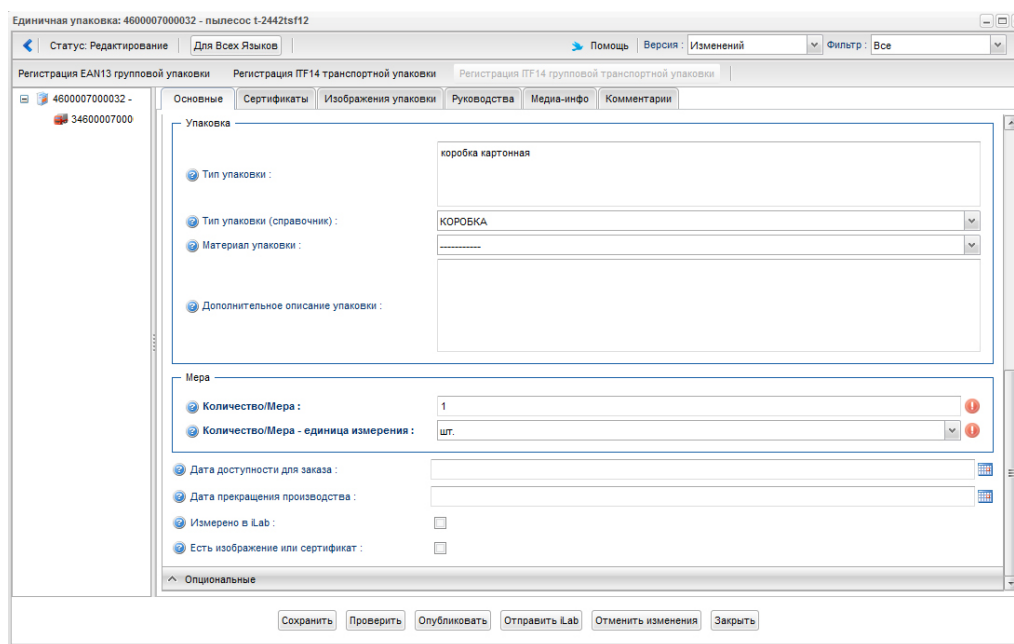 Единичная упаковка: 4600007000032 - пылесос t-2442tsf12
Статус: Редактирование Для Всех Языков Помощь Версия : Изменений Фильтр : Все
Регистрация EAN13 групповой упаковки Регистрация ITF14 транспортной упаковки Регистрация ITF14 групповой транспортной упаковки
4600007000032 - Основные Сертификаты Изображения упаковки Руководства Медиа-инфо Комментарии
34600007000
Упаковка
коробка картонная
Тип упаковки :
Тип упаковки (справочник) : КОРОБКА
Материал упаковки : -----------
Дополнительное описание упаковки :
Мера
Количество/Мера : 1
Количество/Мера - единица измерения : шт.
Дата доступности для заказа :
Дата прекращения производства :
Измерено в iLab :
Есть изображение или сертификат :
Опциональные
Сохранить Проверить Опубликовать Отправить iLab Отменить изменения Закрыть